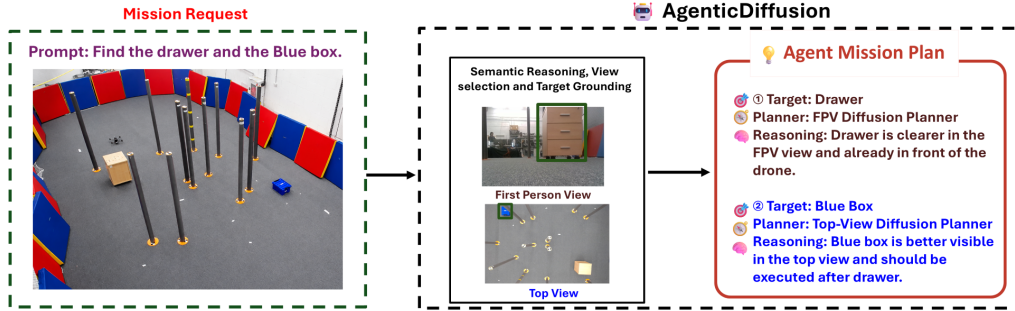 Mission Request
Prompt: Find the drawer and the Blue box.
AgenticDiffusion
Semantic Reasoning, View
selection and Target Grounding
First Person View
Top View
Agent Mission Plan
① Target: Drawer
Planner: FPV Diffusion Planner
Reasoning: Drawer is clearer in the
FPV view and already in front of the
drone.
② Target: Blue Box
Planner: Top-View Diffusion Planner
Reasoning: Blue box is better visible
in the top view and should be
executed after drawer.